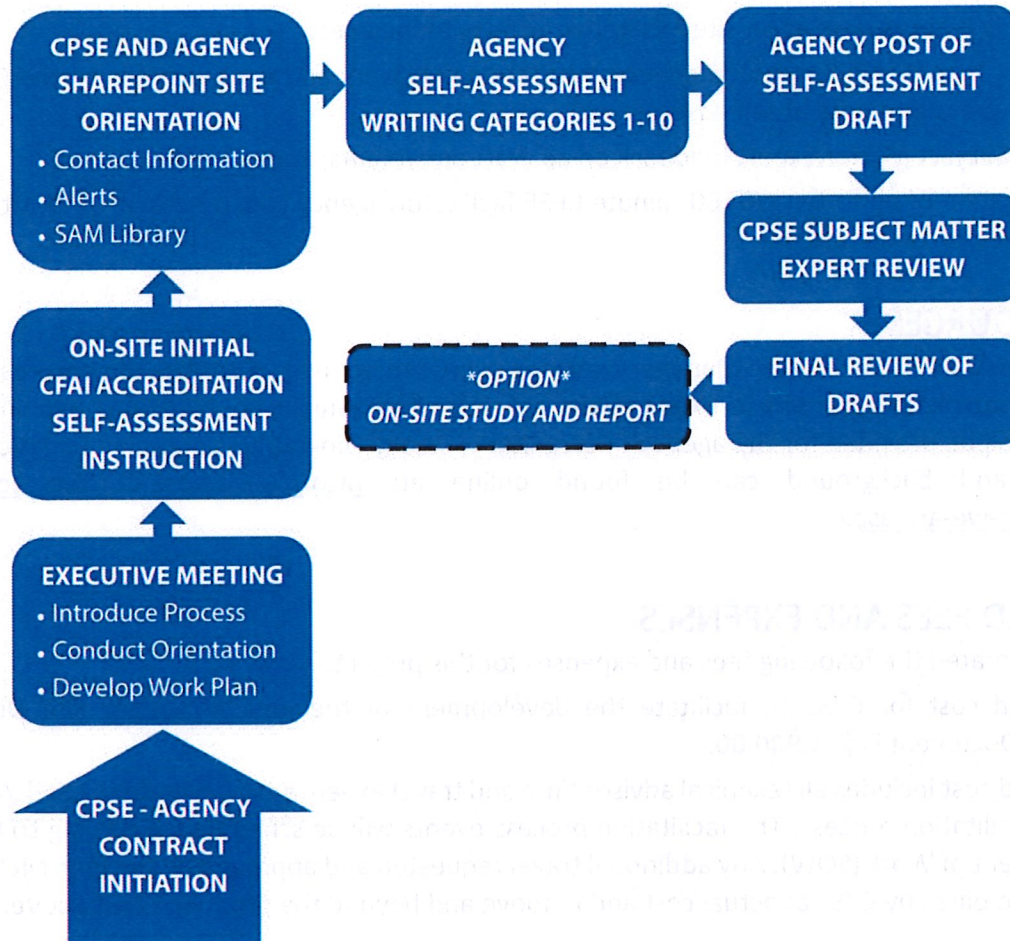 CPSE AND AGENCY
SHAREPOINT SITE
ORIENTATION
• Contact Information
• Alerts
• SAM Library
AGENCY
SELF-ASSESSMENT
WRITING CATEGORIES 1-10
AGENCY POST OF
SELF-ASSESSMENT
DRAFT
CPSE SUBJECT MATTER
EXPERT REVIEW
FINAL REVIEW OF
DRAFTS
*OPTION*
ON-SITE STUDY AND REPORT
ON-SITE INITIAL
CFAI ACCREDITATION
SELF-ASSESSMENT
INSTRUCTION
EXECUTIVE MEETING
• Introduce Process
• Conduct Orientation
• Develop Work Plan
CPSE - AGENCY
CONTRACT
INITIATION